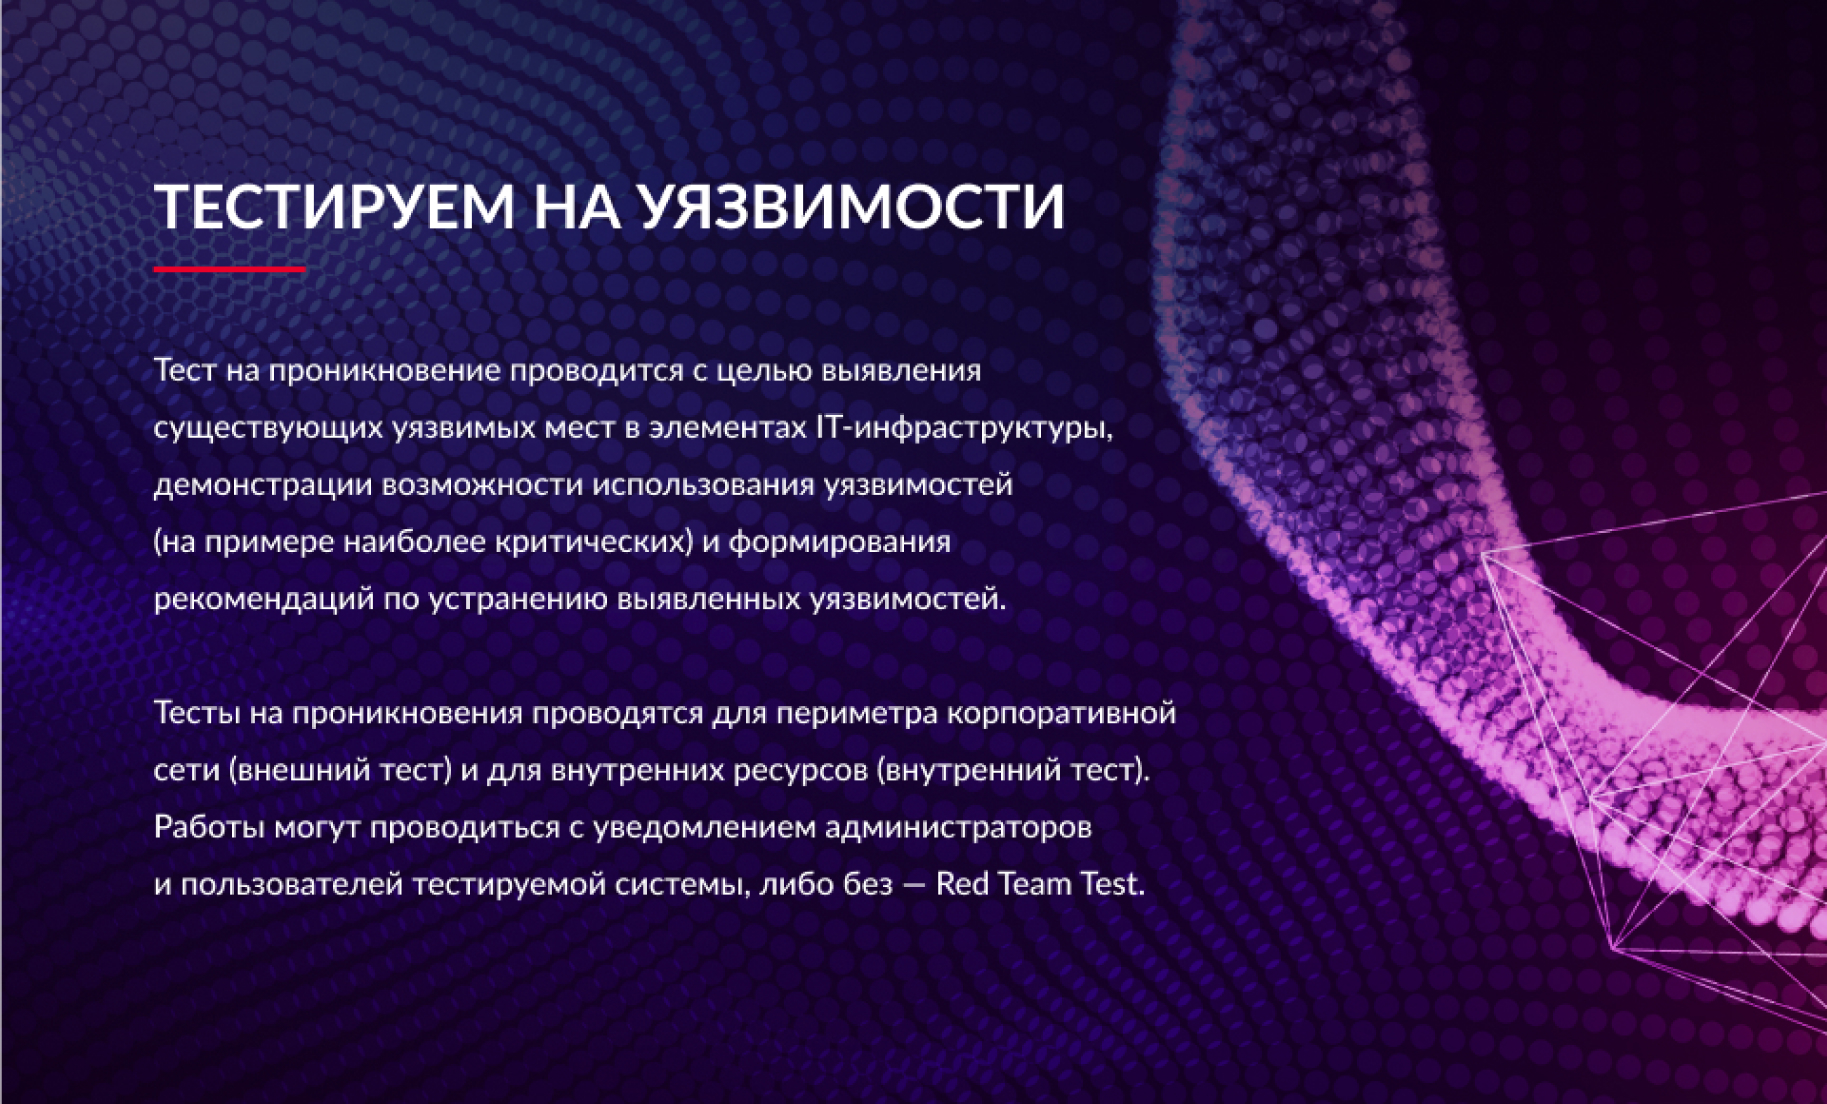 ТЕСТИРУЕМ НА УЯЗВИМОСТИ
Тест на проникновение проводится с целью выявления
существующих уязвимых мест в элементах IT-инфраструктуры,
демонстрации возможности использования уязвимостей
(на примере наиболее критических) и формирования
рекомендаций по устранению выявленных уязвимостей.
Тесты на проникновения проводятся для периметра корпоративной
сети (внешний тест) и для внутренних ресурсов (внутренний тест).
Работы могут проводиться с уведомлением администраторов
и пользователей тестируемой системы, либо без — Red Team Test.